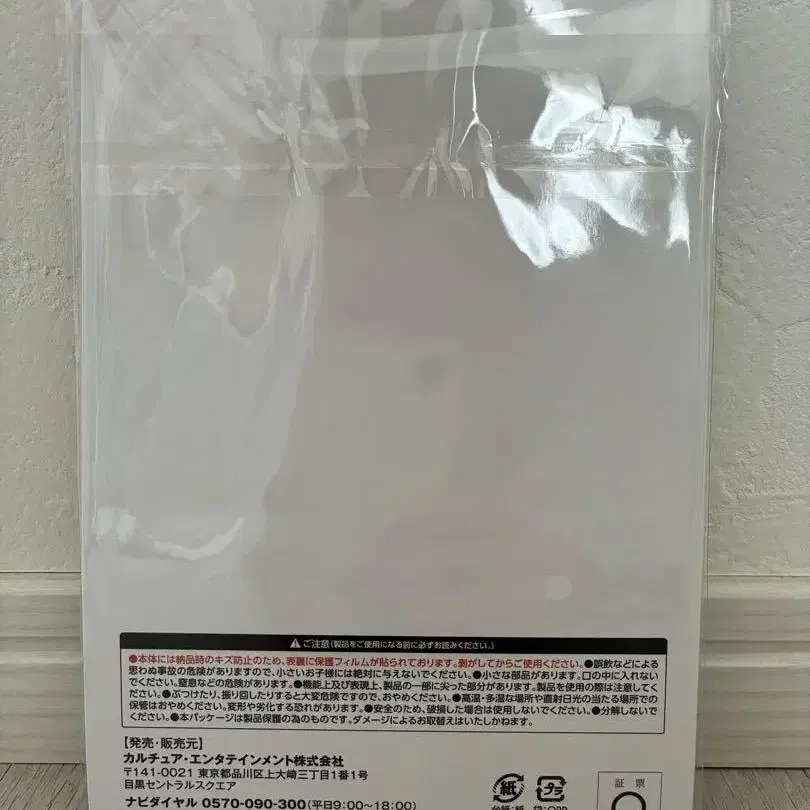 ⚠ご注意(製品をご使用になる前に必ずお読みください。)
●本体には納品時のキズ防止のため、表裏に保護フィルムが貼られております。剥がしてからご使用ください。●誤飲などによる
思わぬ事故の危険がありますので、小さいお子様には絶対に与えないでください。●小さな部品があります。口の中に入れない
でください。窒息などの危険があります。●機能上及び表現上、製品の一部に尖った部分があります。製品を使用の際は注意してく
ださい。●ぶつけたり、振り回したりすると大変危険ですので、おやめください。●高温・多湿な場所や直射日光の当たる場所での
保管はおやめください。変形や劣化する恐れがあります。●安全のため、破損した場合は使用しないでください。●分解しないで
ください。●本パッケージは製品保護の為のものです。ダメージによるお取替えはいたしかねます。
【発売・販売元】
カルチュア・エンタテインメント株式会社
〒141-0021 東京都品川区上大崎三丁目1番1号
目黒セントラルスクエア
ナビダイヤル 0570-090-300(平日9:00~18:00)
紙
プラ
台紙:紙 袋:OPP
証票